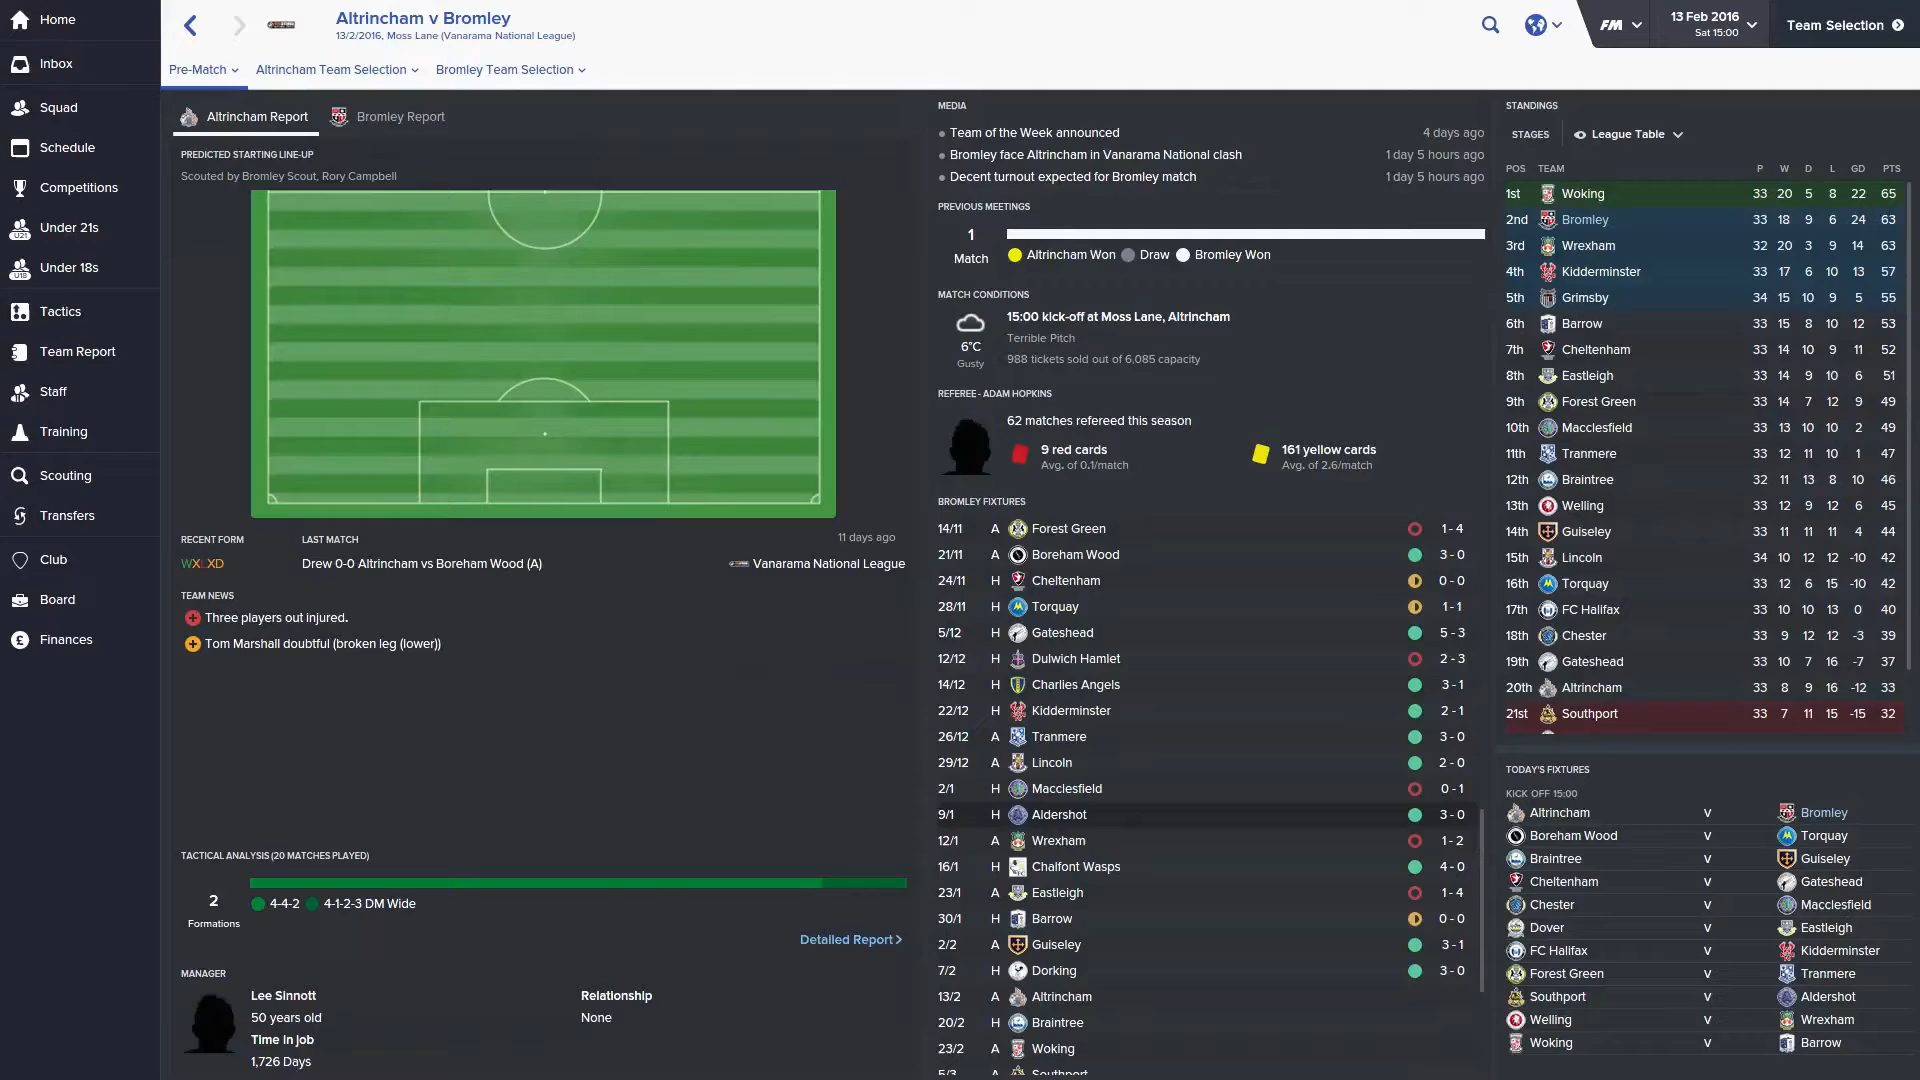 Home
Inbox
Squad
Schedule
Competitions
Under 21s
Under 18s
Tactics
Team Report
Staff
Training
Scouting
Transfers
Club
Board
Finances
Altrincham v Bromley
13/2/2016, Moss Lane (Vanarama National League)
FM
13 Feb 2016
Sat 15:00
Team Selection
Pre-Match
Altrincham Team Selection
Bromley Team Selection
Altrincham Report
Bromley Report
PREDICTED STARTING LINE-UP
Scouted by Bromley Scout, Rory Campbell
RECENT FORM
LAST MATCH
11 days ago
WXLXD
Drew 0-0 Altrincham vs Boreham Wood (A)
Vanarama National League
TEAM NEWS
Three players out injured.
Tom Marshall doubtful (broken leg (lower))
TACTICAL ANALYSIS (20 MATCHES PLAYED)
2
Formations
4-4-2
4-1-2-3 DM Wide
Detailed Report >
MANAGER
Lee Sinnott
50 years old
Time in job
1,726 Days
Relationship
None
MEDIA
Team of the Week announced 4 days ago
Bromley face Altrincham in Vanarama National clash 1 day 5 hours ago
Decent turnout expected for Bromley match 1 day 5 hours ago
PREVIOUS MEETINGS
1
Match
Altrincham Won
Draw
Bromley Won
MATCH CONDITIONS
15:00 kick-off at Moss Lane, Altrincham
6°C
Terrible Pitch
Gusty
988 tickets sold out of 6,085 capacity
REFEREE - ADAM HOPKINS
62 matches refereed this season
9 red cards
Avg. of 0.1/match
161 yellow cards
Avg. of 2.6/match
BROMLEY FIXTURES
14/11 A Forest Green 1 - 4
21/11 A Boreham Wood 3 - 0
24/11 H Cheltenham 0 - 0
28/11 H Torquay 1 - 1
5/12 H Gateshead 5 - 3
12/12 H Dulwich Hamlet 2 - 3
14/12 H Charlies Angels 3 - 1
22/12 H Kidderminster 2 - 1
26/12 A Tranmere 3 - 0
29/12 A Lincoln 2 - 0
2/1 H Macclesfield 0 - 1
9/1 H Aldershot 3 - 0
12/1 A Wrexham 1 - 2
16/1 H Chalfont Wasps 4 - 0
23/1 A Eastleigh 1 - 4
30/1 H Barrow 0 - 0
2/2 A Guiseley 3 - 1
7/2 H Dorking 3 - 0
13/2 A Altrincham
20/2 H Braintree
23/2 A Woking
5/3 A Southport
STANDINGS
STAGES
League Table
POS TEAM P W D L GD PTS
1st Woking 33 20 5 8 22 65
2nd Bromley 33 18 9 6 24 63
3rd Wrexham 32 20 3 9 14 63
4th Kidderminster 33 17 6 10 13 57
5th Grimsby 34 15 10 9 5 55
6th Barrow 33 15 8 10 12 53
7th Cheltenham 33 14 10 9 11 52
8th Eastleigh 33 14 9 10 6 51
9th Forest Green 33 14 7 12 9 49
10th Macclesfield 33 13 10 10 2 49
11th Tranmere 33 12 11 10 1 47
12th Braintree 32 11 13 8 10 46
13th Welling 33 12 9 12 6 45
14th Guiseley 33 11 11 11 4 44
15th Lincoln 34 10 12 12 -10 42
16th Torquay 33 12 6 15 -10 42
17th FC Halifax 33 10 10 13 0 40
18th Chester 33 9 12 12 -3 39
19th Gateshead 33 10 7 16 -7 37
20th Altrincham 33 8 9 16 -12 33
21st Southport 33 7 11 15 -15 32
TODAY'S FIXTURES
KICK OFF 15:00
Altrincham v Bromley
Boreham Wood v Torquay
Braintree v Guiseley
Cheltenham v Gateshead
Chester v Macclesfield
Dover v Eastleigh
FC Halifax v Kidderminster
Forest Green v Tranmere
Southport v Aldershot
Welling v Wrexham
Woking v Barrow